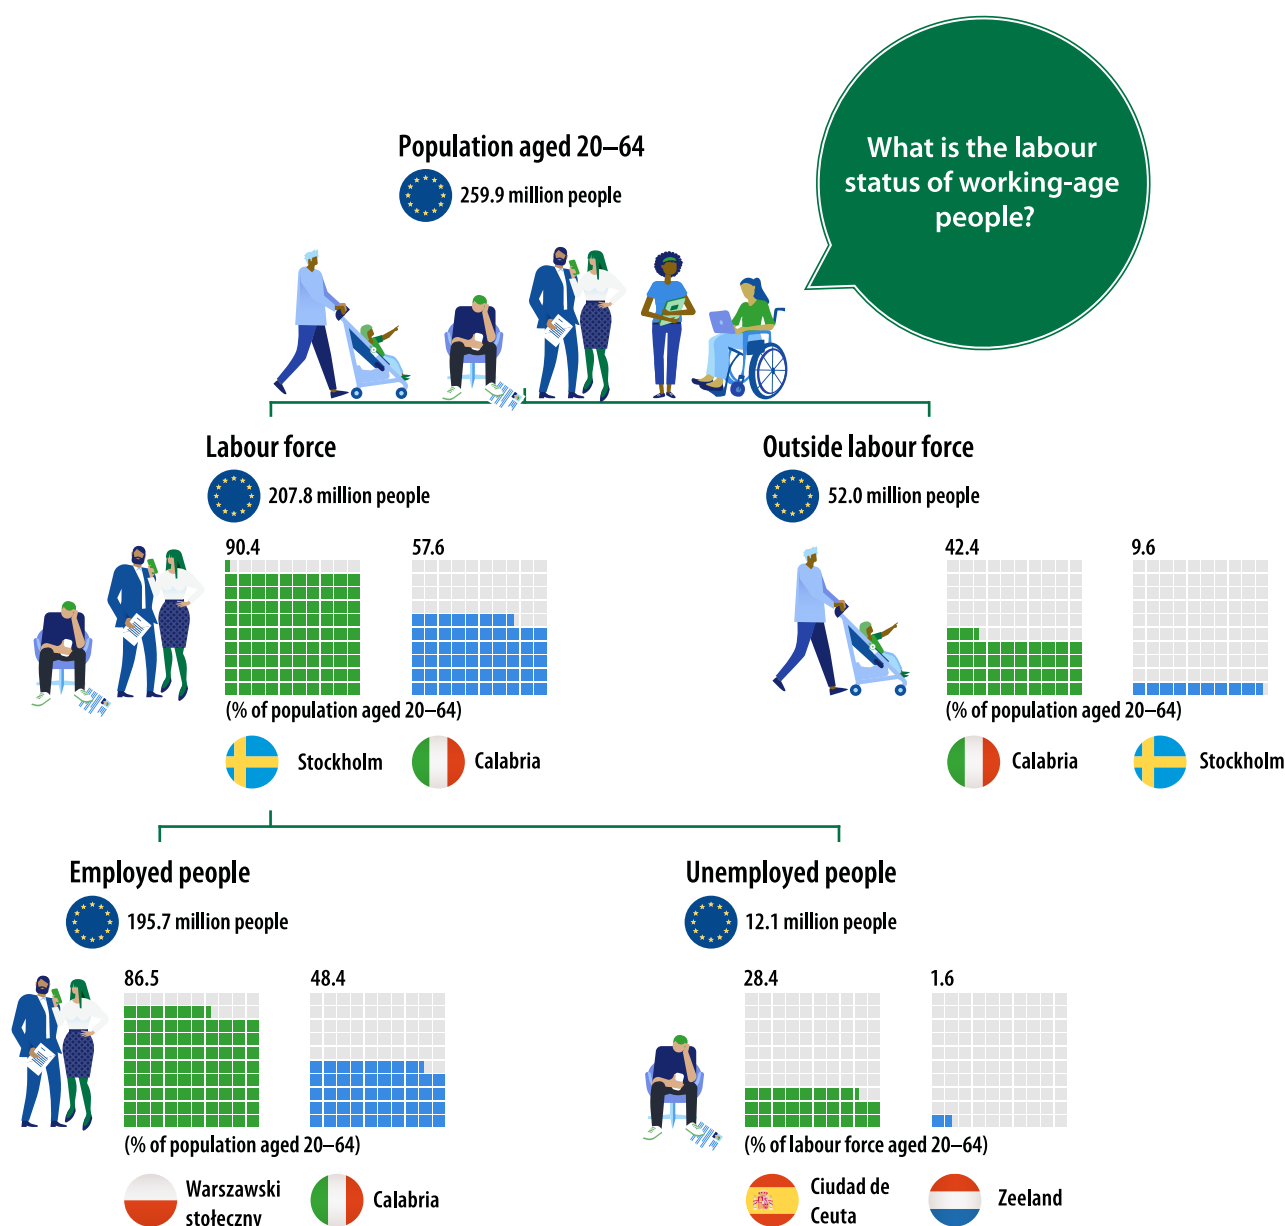 What is the labour
status of working-age
people?
Population aged 20–64
259.9 million people
Labour force
207.8 million people
90.4
57.6
(% of population aged 20–64)
Stockholm
Calabria
Outside labour force
52.0 million people
42.4
9.6
(% of population aged 20–64)
Calabria
Stockholm
Employed people
195.7 million people
86.5
48.4
(% of population aged 20–64)
Warszawski
stołeczny
Calabria
Unemployed people
12.1 million people
28.4
1.6
(% of labour force aged 20–64)
Ciudad de
Ceuta
Zeeland